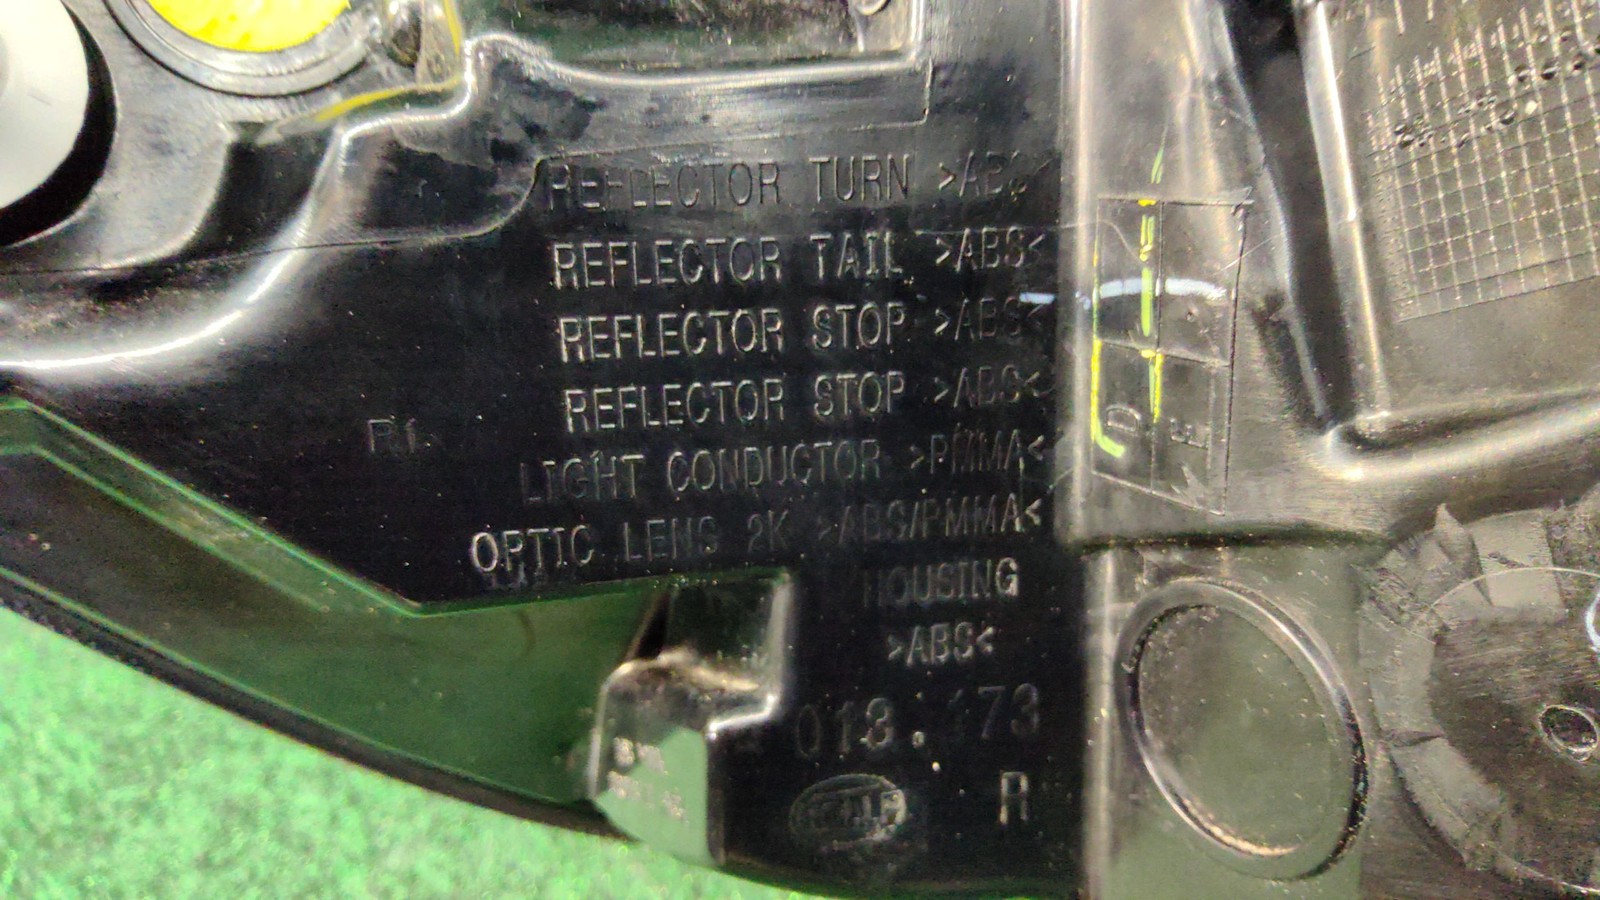 REFLECTOR TURN >ABS<
REFLECTOR TAIL >ABS<
REFLECTOR STOP >ABS<
REFLECTOR STOP >ABS<
LIGHT CONDUCTOR >PMMA<
OPTIC LENS 2K >ABS/PMMA<
HOUSING
>ABS<
HELLA
R
D
E